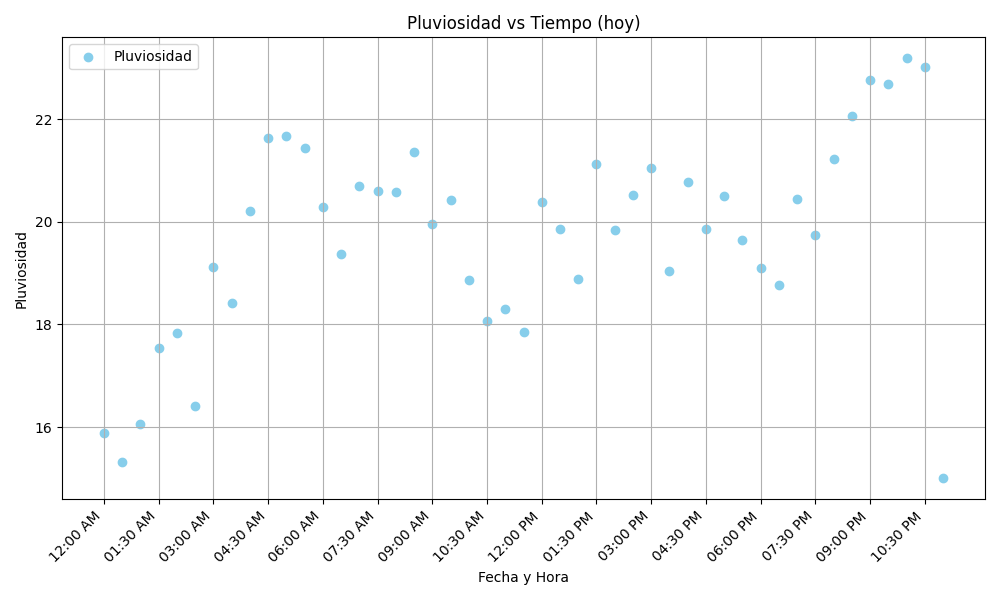 Pluviosidad vs Tiempo (hoy)
Pluviosidad
22
20
18
16
Pluviosidad
12:00 AM
01:30 AM
03:00 AM
04:30 AM
06:00 AM
07:30 AM
09:00 AM
10:30 AM
12:00 PM
01:30 PM
03:00 PM
04:30 PM
06:00 PM
07:30 PM
09:00 PM
10:30 PM
Fecha y Hora